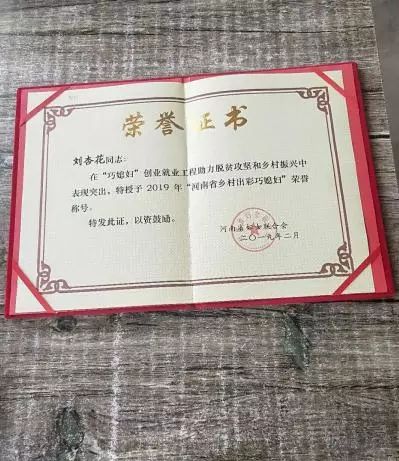 荣誉证书
刘杏花同志：
在“巧媳妇”创业就业工程助力脱贫攻坚和乡村振兴中
表现突出，特授予2019年“河南省乡村出彩巧媳妇”荣誉
称号。
特发此证，以资鼓励。
河南省妇女联合会
二〇一九年二月